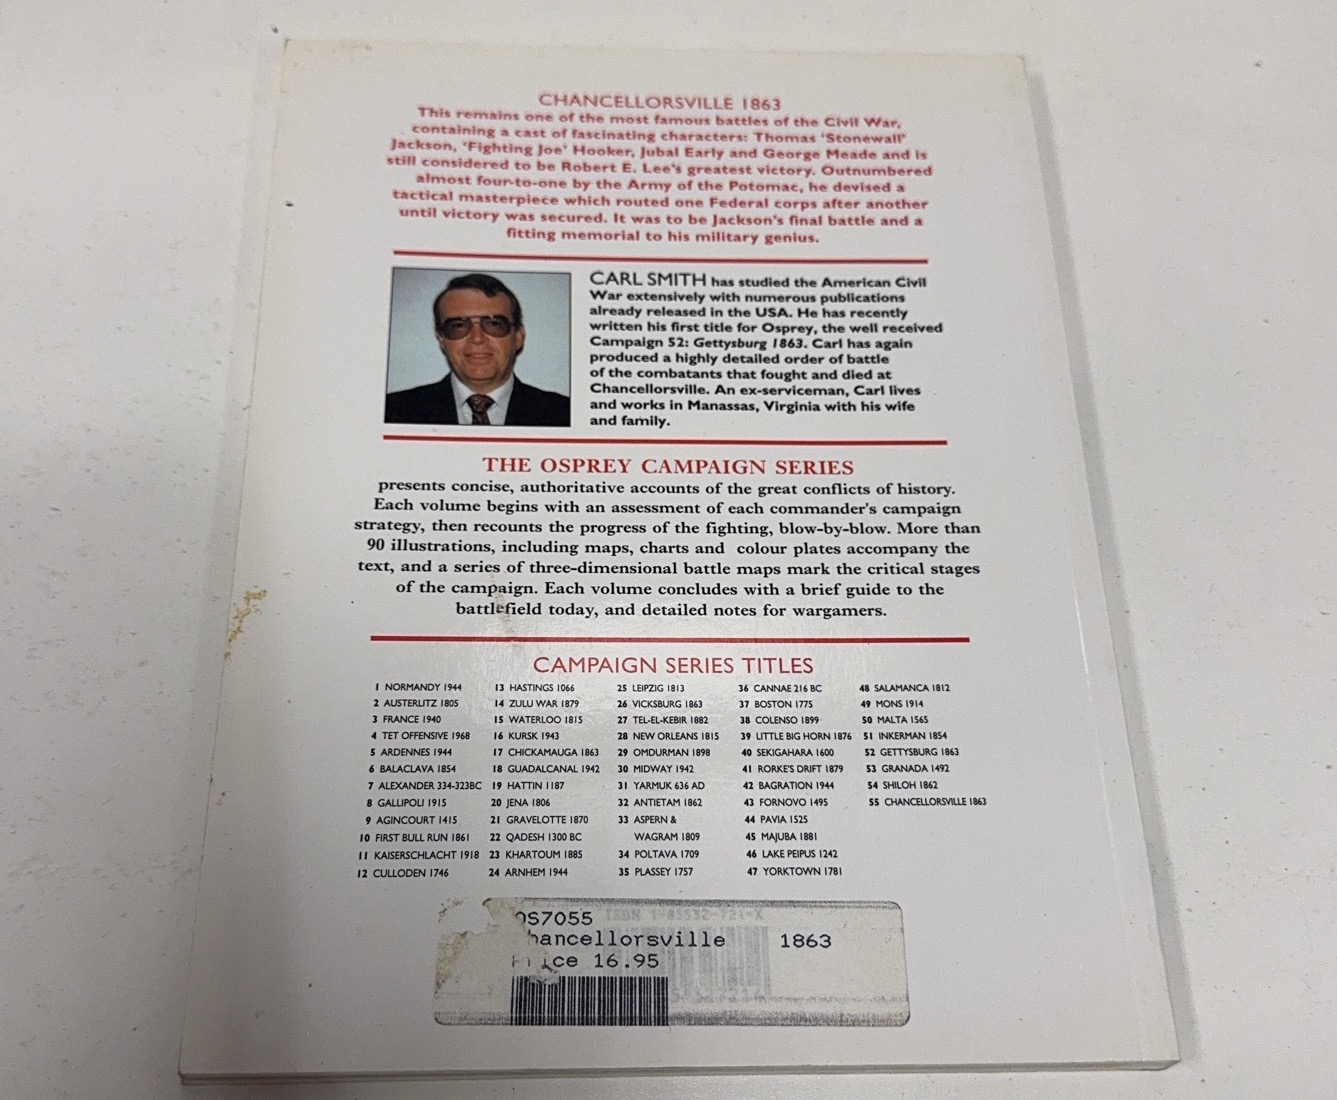 CHANCELLORSVILLE 1863
This remains one of the most famous battles of the Civil War,
containing a cast of fascinating characters: Thomas 'Stonewall'
Jackson, 'Fighting Joe' Hooker, Jubal Early and George Meade and is
still considered to be Robert E. Lee's greatest victory. Outnumbered
almost four-to-one by the Army of the Potomac, he devised a
tactical masterpiece which routed one Federal corps after another
until victory was secured. It was to be Jackson's final battle and a
fitting memorial to his military genius.
CARL SMITH has studied the American Civil
War extensively with numerous publications
already released in the USA. He has recently
written his first title for Osprey, the well received
Campaign 52: Gettysburg 1863. Carl has again
produced a highly detailed order of battle
of the combatants that fought and died at
Chancellorsville. An ex-serviceman, Carl lives
and works in Manassas, Virginia with his wife
and family.
THE OSPREY CAMPAIGN SERIES
presents concise, authoritative accounts of the great conflicts of history.
Each volume begins with an assessment of each commander's campaign
strategy, then recounts the progress of the fighting, blow-by-blow. More than
90 illustrations, including maps, charts and colour plates accompany the
text, and a series of three-dimensional battle maps mark the critical stages
of the campaign. Each volume concludes with a brief guide to the
battlefield today, and detailed notes for wargamers.
CAMPAIGN SERIES TITLES
1 NORMANDY 1944
2 AUSTERLITZ 1805
3 FRANCE 1940
4 TET OFFENSIVE 1968
5 ARDENNES 1944
6 BALACLAVA 1854
7 ALEXANDER 334-323BC
8 GALLIPOLI 1915
9 AGINCOURT 1415
10 FIRST BULL RUN 1861
11 KAISERSCHLACHT 1918
12 CULLODEN 1746
13 HASTINGS 1066
14 ZULU WAR 1879
15 WATERLOO 1815
16 KURSK 1943
17 CHICKAMAUGA 1863
18 GUADALCANAL 1942
19 HATTIN 1187
20 JENA 1806
21 GRAVELOTTE 1870
22 QADESH 1300 BC
23 KHARTOUM 1885
24 ARNHEM 1944
25 LEIPZIG 1813
26 VICKSBURG 1863
27 TEL-EL-KEBIR 1882
28 NEW ORLEANS 1815
29 OMDURMAN 1898
30 MIDWAY 1942
31 YARMUK 636 AD
32 ANTIETAM 1862
33 ASPERN &
WAGRAM 1809
34 POLTAVA 1709
35 PLASSEY 1757
36 CANNAE 216 BC
37 BOSTON 1775
38 COLENSO 1899
39 LITTLE BIG HORN 1876
40 SEKIGAHARA 1600
41 RORKE'S DRIFT 1879
42 BAGRATION 1944
43 FORNOVO 1495
44 PAVIA 1525
45 MAJUBA 1881
46 LAKE PEIPUS 1242
47 YORKTOWN 1781
48 SALAMANCA 1812
49 MONS 1914
50 MALTA 1565
51 INKERMAN 1854
52 GETTYSBURG 1863
53 GRANADA 1492
54 SHILOH 1862
55 CHANCELLORSVILLE 1863
OS7055
ISBN 1-85532-721-X
Chancellorsville 1863
Price 16.95